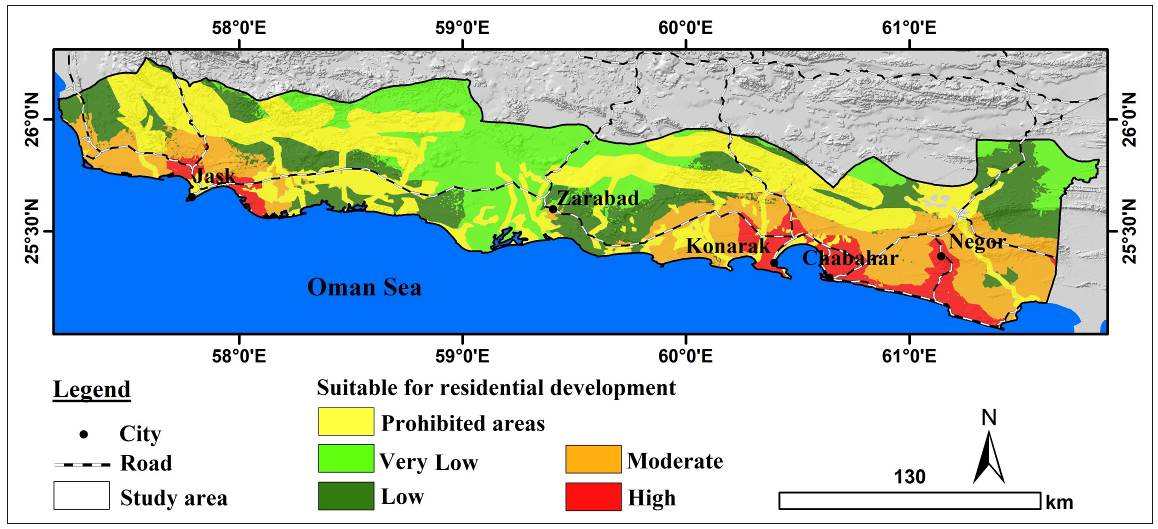 58°0'E 59°0'E 60°0'E 61°0'E
26°0'N 26°0'N
Jask
Zarabad
25°30'N 25°30'N
Konarak Negor
Chabahar
Oman Sea
58°0'E 59°0'E 60°0'E 61°0'E
Legend
City
Road
Study area
Suitable for residential development
Prohibited areas
Very Low
Low
Moderate
High
N
130
km